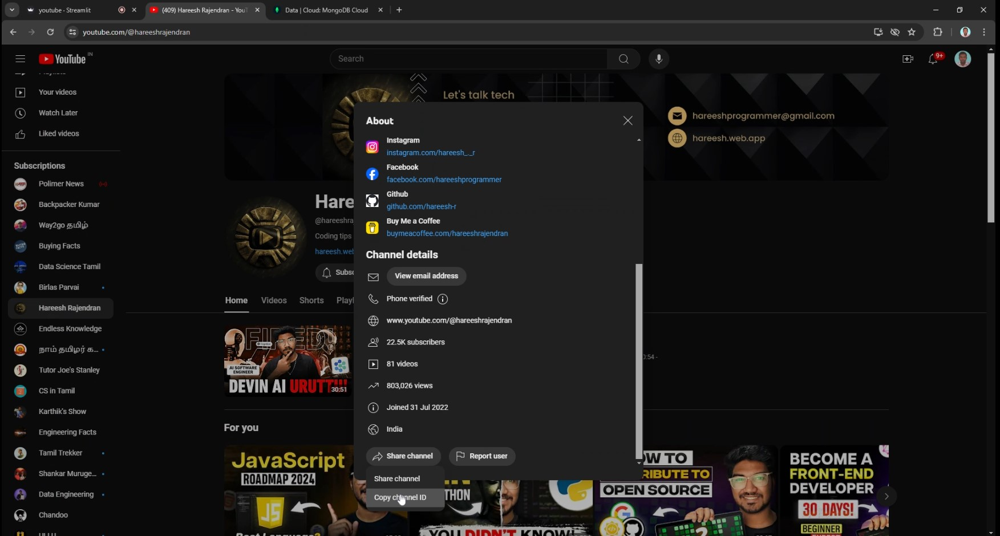 youtube · Streamlit
(409) Hareesh Rajendran - YouT
Data | Cloud: MongoDB Cloud
youtube.com/@hareeshrajendran
YouTube IN
Search
9+
Playlists
Your videos
Watch Later
Liked videos
Subscriptions
Polimer News
Backpacker Kumar
Way2go தமிழ்
Buying Facts
Data Science Tamil
Birlas Parvai
Hareesh Rajendran
Endless Knowledge
நாம் தமிழர் க...
Tutor Joe's Stanley
CS in Tamil
Karthik's Show
Engineering Facts
Tamil Trekker
Shankar Muruge...
Data Engineering
Chandoo
Let's talk tech
hareeshprogrammer@gmail.com
hareesh.web.app
Hare
@hareeshra
Coding tips
hareesh.wel
Subsc
Home
Videos
Shorts
Playl
About
Instagram
instagram.com/hareesh_._r
Facebook
facebook.com/hareeshprogrammer
Github
github.com/hareesh-r
Buy Me a Coffee
buymeacoffee.com/hareeshrajendran
Channel details
View email address
Phone verified
www.youtube.com/@hareeshrajendran
22.5K subscribers
81 videos
803,026 views
Joined 31 Jul 2022
India
Share channel
Report user
Share channel
Copy channel ID
FIRED!
Cognition
AI SOFTWARE
ENGINEER
DEVIN AI URUTT!!!
30:51
0:54 -
For you
JavaScript
ROADMAP 2024
JS
THON
YOU DIDN'T KNOW!
OW TO
RIBUTE TO
OPEN SOURCE
BECOME A
FRONT-END
DEVELOPER
30 DAYS!
BEGINNER